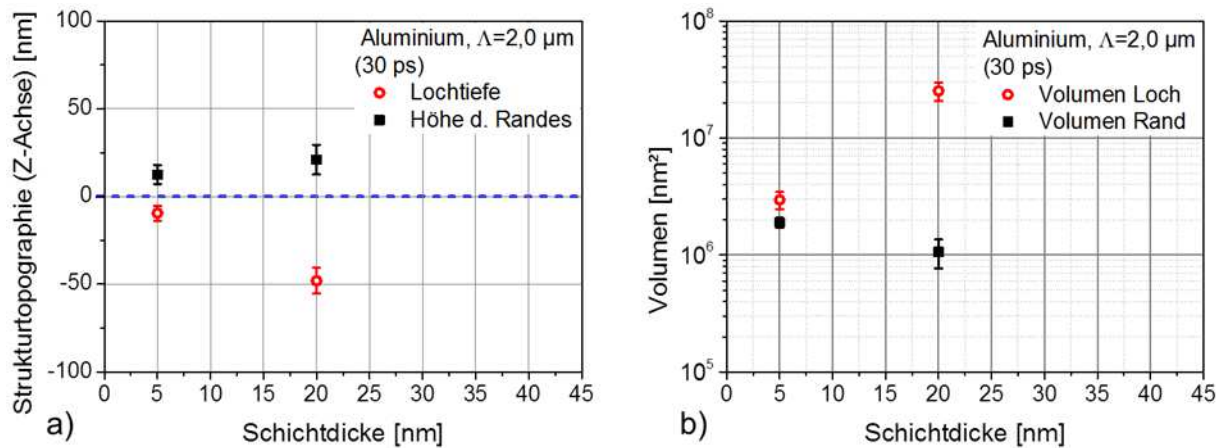 Strukturtopographie (Z-Achse) [nm]
100
50
0
-50
-100
Aluminium, Λ=2,0 µm
(30 ps)
Lochtiefe
Höhe d. Randes
0 5 10 15 20 25 30 35 40 45
a)
Schichtdicke [nm]
Volumen [nm²]
10⁸
10⁷
10⁶
10⁵
Aluminium, Λ=2,0 µm
(30 ps)
Volumen Loch
Volumen Rand
0 5 10 15 20 25 30 35 40 45
b)
Schichtdicke [nm]